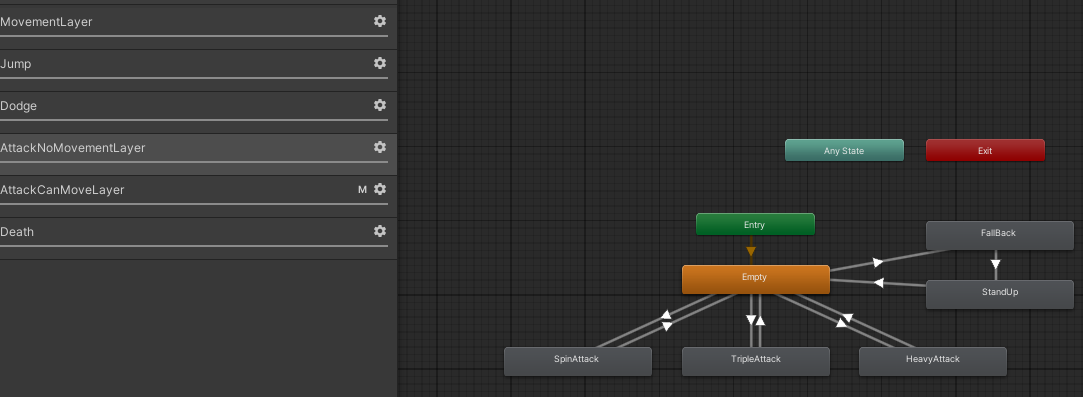 MovementLayer
Jump
Dodge
AttackNoMovementLayer
AttackCanMoveLayer M
Death
Any State
Exit
Entry
FallBack
Empty
StandUp
SpinAttack
TripleAttack
HeavyAttack